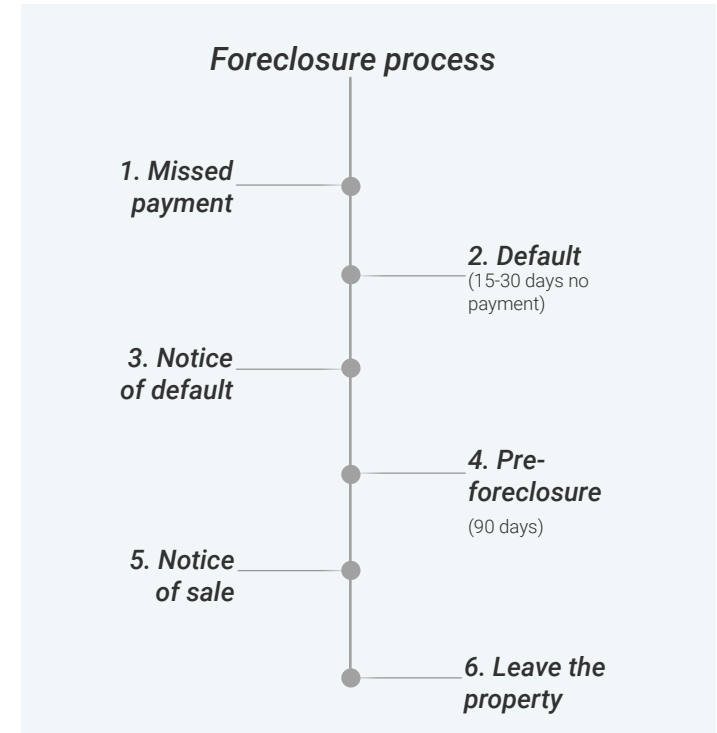 Foreclosure process
1. Missed
payment
2. Default
(15-30 days no
payment)
3. Notice
of default
4. Pre-
foreclosure
(90 days)
5. Notice
of sale
6. Leave the
property